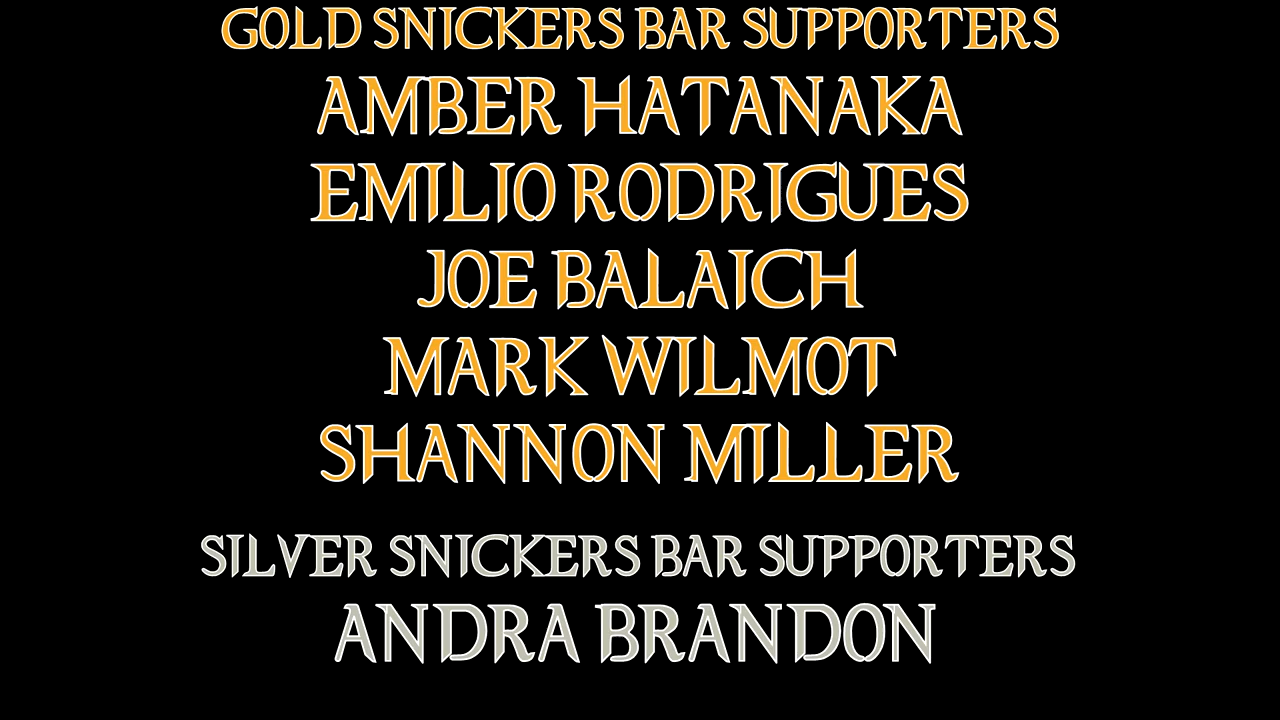 GOLD SNICKERS BAR SUPPORTERS
AMBER HATANAKA
EMILIO RODRIGUES
JOE BALAICH
MARK WILMOT
SHANNON MILLER
SILVER SNICKERS BAR SUPPORTERS
ANDRA BRANDON